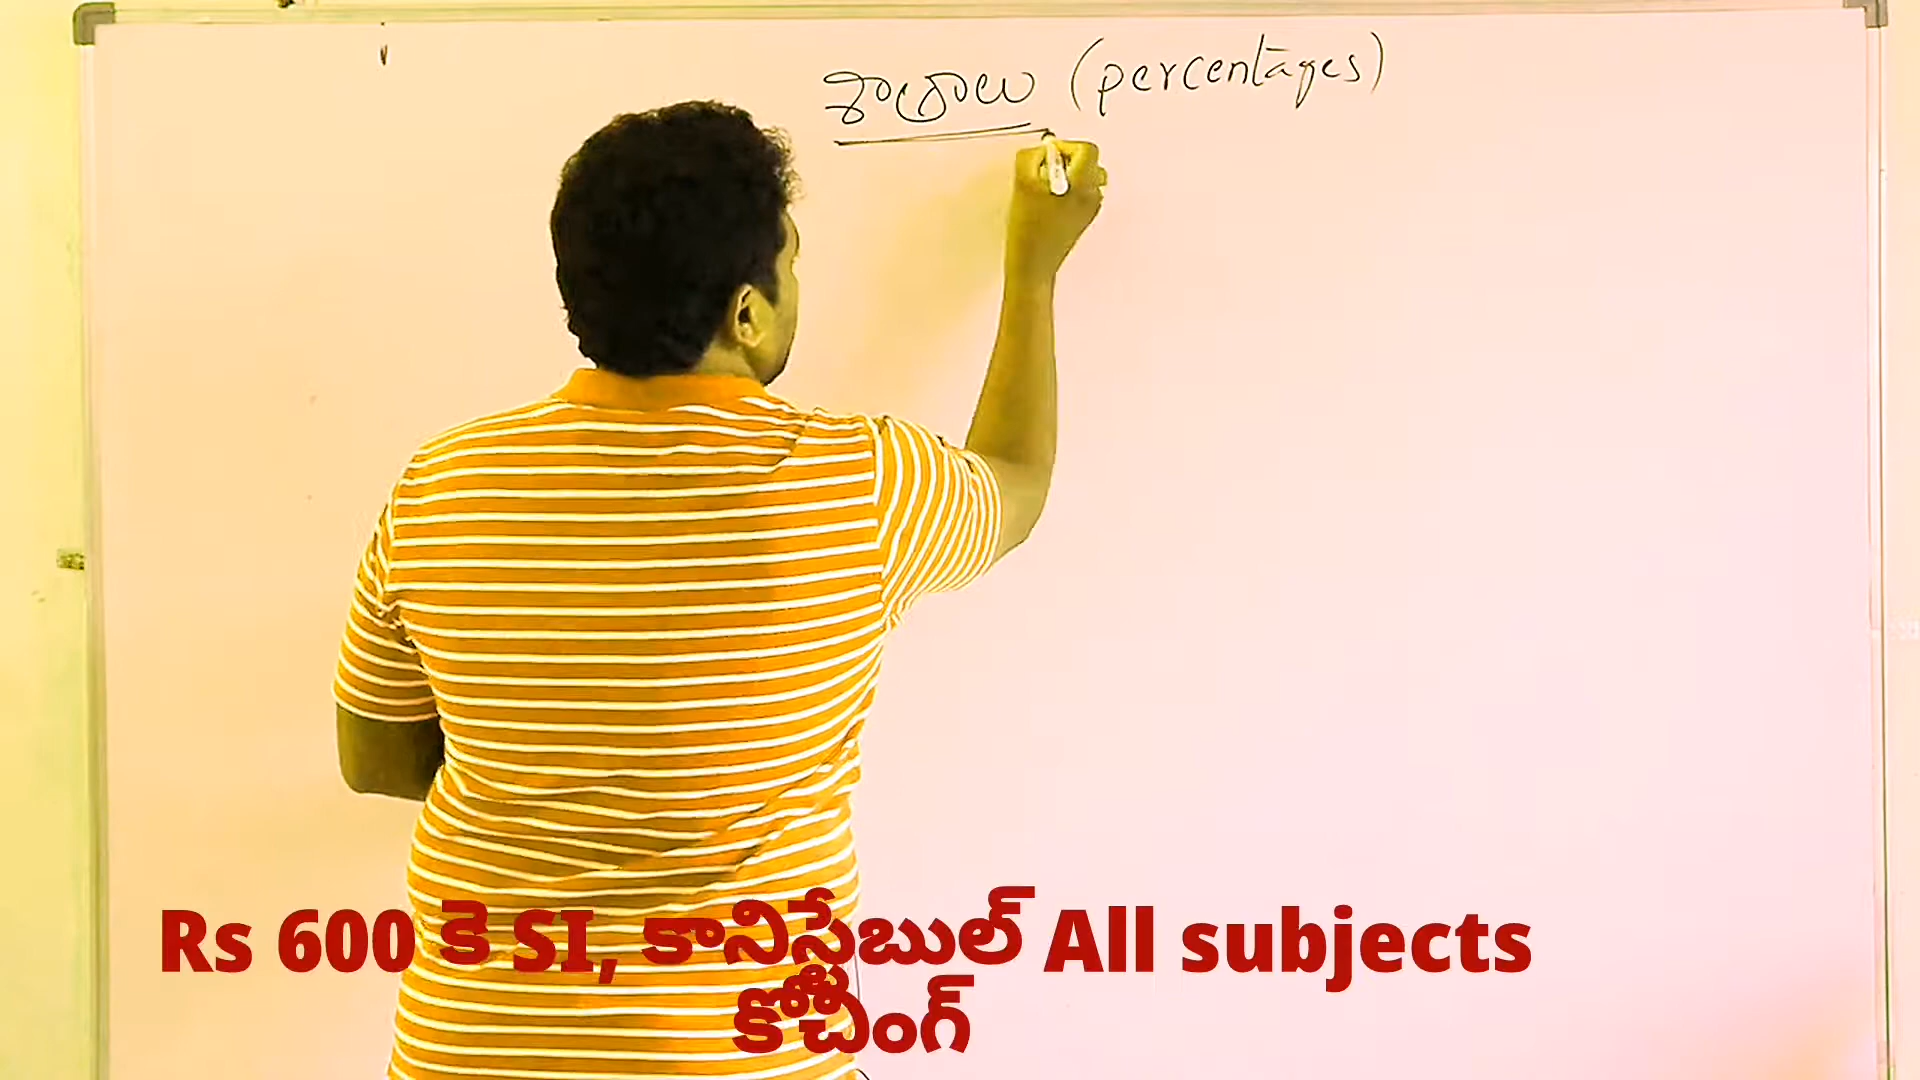 శాతాలు (percentages)
Rs 600 కె SI, కానిస్టేబుల్ All subjects
కోచింగ్